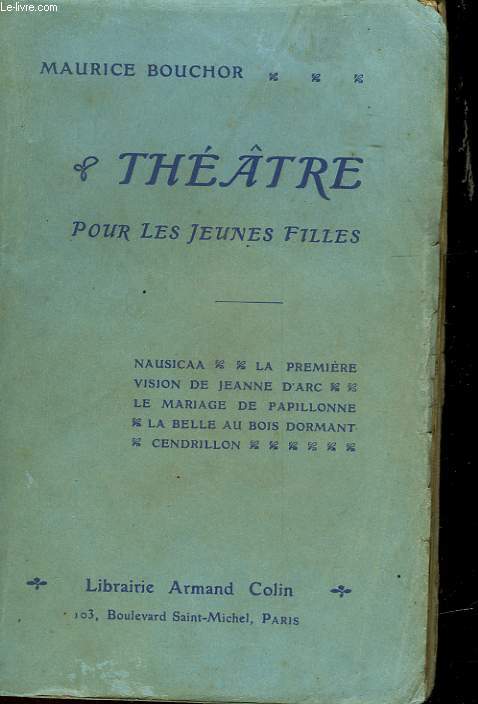 Le-livre.com
MAURICE BOUCHOR
THÉÂTRE
POUR LES JEUNES FILLES
NAUSICAA LA PREMIÈRE
VISION DE JEANNE D'ARC
LE MARIAGE DE PAPILLONNE
LA BELLE AU BOIS DORMANT
CENDRILLON
Librairie Armand Colin
103, Boulevard Saint-Michel, PARIS